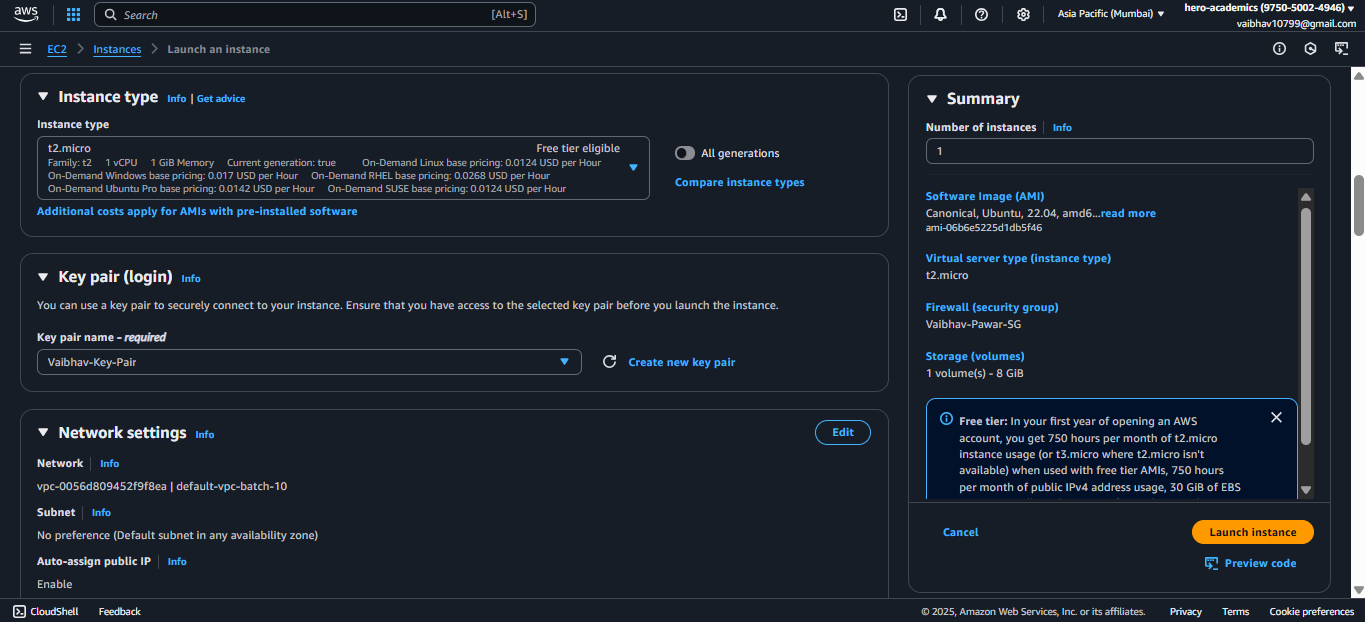 aws
Search
[Alt+S]
Asia Pacific (Mumbai)
hero-academics (9750-5002-4946)
vaibhav10799@gmail.com
EC2
Instances
Launch an instance
Instance type
Info | Get advice
Instance type
t2.micro
Free tier eligible
Family: t2 1 vCPU 1 GiB Memory Current generation: true On-Demand Linux base pricing: 0.0124 USD per Hour
On-Demand Windows base pricing: 0.017 USD per Hour On-Demand RHEL base pricing: 0.0268 USD per Hour
On-Demand Ubuntu Pro base pricing: 0.0142 USD per Hour On-Demand SUSE base pricing: 0.0124 USD per Hour
All generations
Compare instance types
Additional costs apply for AMIs with pre-installed software
Key pair (login)
Info
You can use a key pair to securely connect to your instance. Ensure that you have access to the selected key pair before you launch the instance.
Key pair name - required
Vaibhav-Key-Pair
Create new key pair
Network settings
Info
Edit
Network
Info
vpc-0056d809452f9f8ea | default-vpc-batch-10
Subnet
Info
No preference (Default subnet in any availability zone)
Auto-assign public IP
Info
Enable
Summary
Number of instances
Info
1
Software Image (AMI)
Canonical, Ubuntu, 22.04, amd6...read more
ami-06b6e5225d1db5f46
Virtual server type (instance type)
t2.micro
Firewall (security group)
Vaibhav-Pawar-SG
Storage (volumes)
1 volume(s) - 8 GiB
Free tier: In your first year of opening an AWS
account, you get 750 hours per month of t2.micro
instance usage (or t3.micro where t2.micro isn't
available) when used with free tier AMIs, 750 hours
per month of public IPv4 address usage, 30 GiB of EBS
Cancel
Launch instance
Preview code
CloudShell
Feedback
© 2025, Amazon Web Services, Inc. or its affiliates.
Privacy
Terms
Cookie preferences